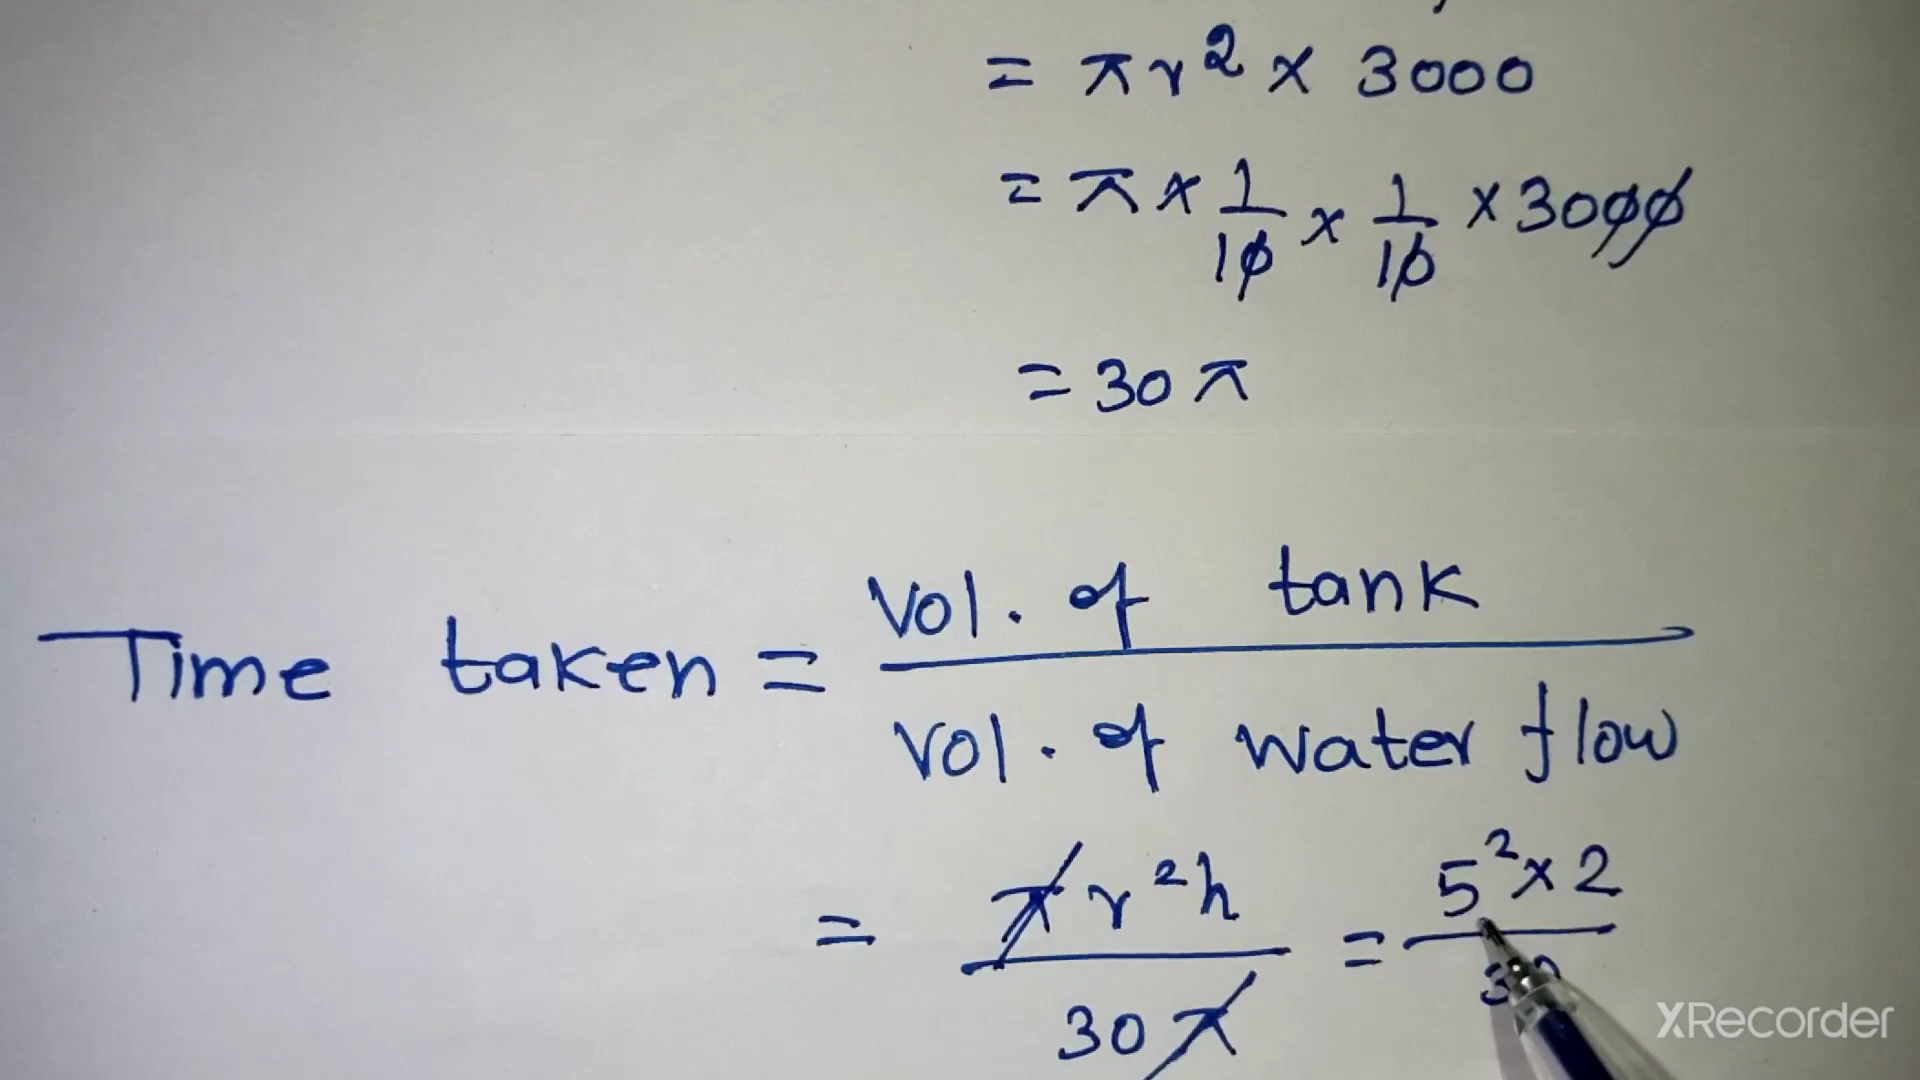 = πr² × 3000
= π × 1/10 × 1/10 × 3000
= 30π
Time taken = Vol. of tank / Vol. of water flow
= πr²h / 30π = 5² × 2 / 30
XRecorder